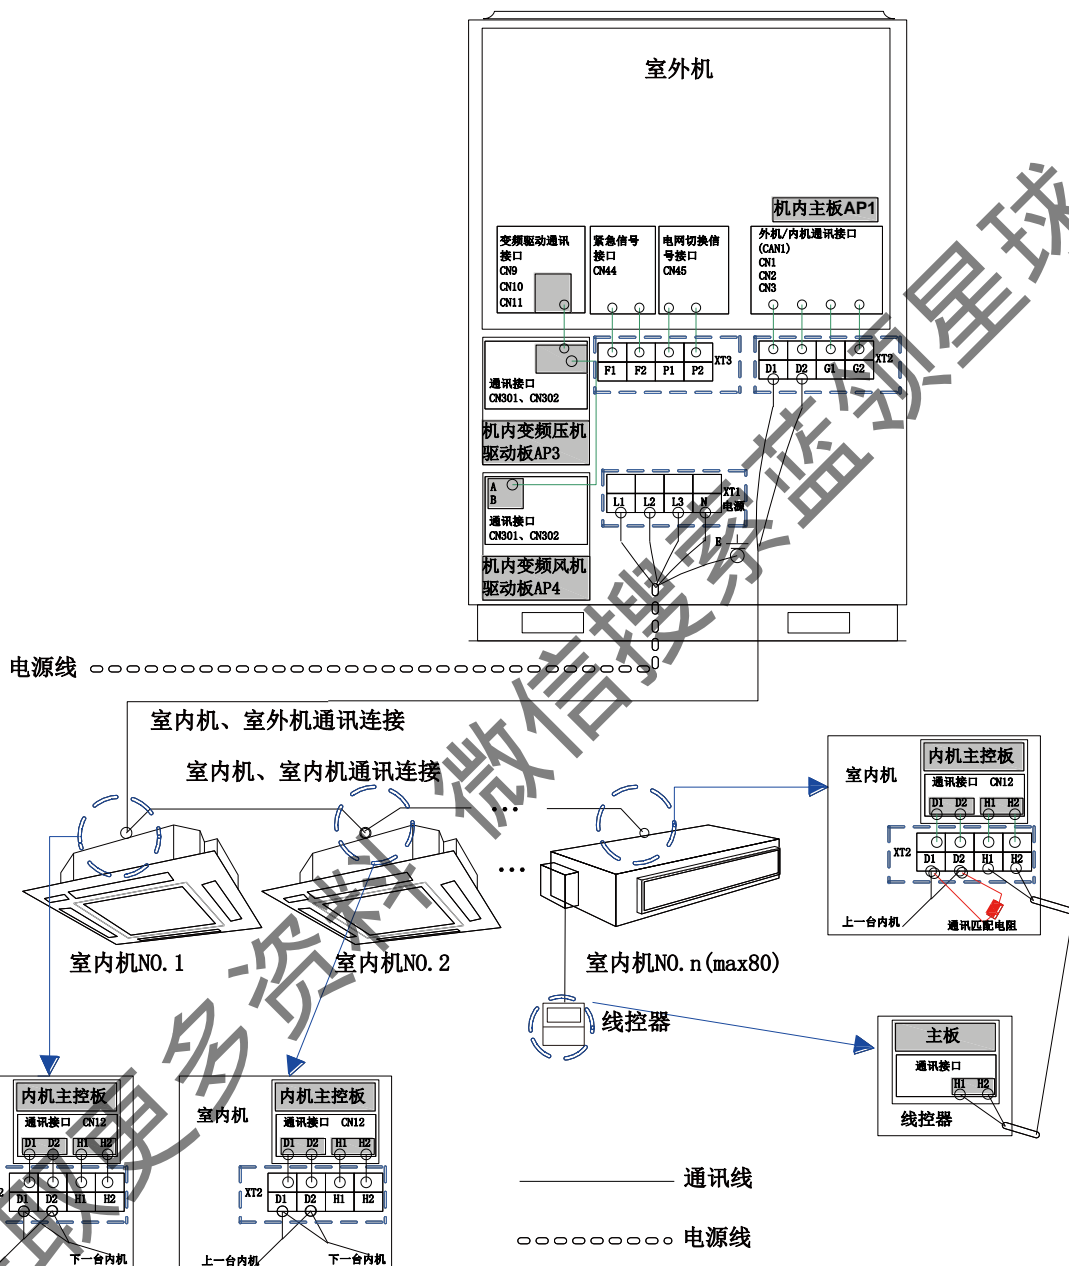 室外机
机内主板AP1
变频驱动通讯
接口
CN9
CN10
CN11
紧急信号
接口
CN44
电网切换信
号接口
CN45
外机/内机通讯接口
(CAN1)
CN1
CN2
CN3
F1 F2 P1 P2 XT3
D1 D2 G1 G2 XT2
通讯接口
CN301、CN302
机内变频压机
驱动板AP3
A
B
通讯接口
CN301、CN302
机内变频风机
驱动板AP4
L1 L2 L3 N
XT1
电源
E
电源线
室内机、室外机通讯连接
室内机、室内机通讯连接
...
...
室内机NO.1
室内机NO.2
室内机NO.n(max80)
线控器
室内机
内机主控板
通讯接口 CN12
D1 D2 H1 H2
XT2
D1 D2 H1 H2
上一台内机
通讯匹配电阻
主板
通讯接口
H1 H2
线控器
内机主控板
通讯接口 CN12
D1 D2 H1 H2
D1 D2 H1 H2
下一台内机
室内机
内机主控板
通讯接口 CN12
D1 D2 H1 H2
XT2
D1 D2 H1 H2
上一台内机
下一台内机
通讯线
电源线
取更多资料 微信搜索蓝领星球